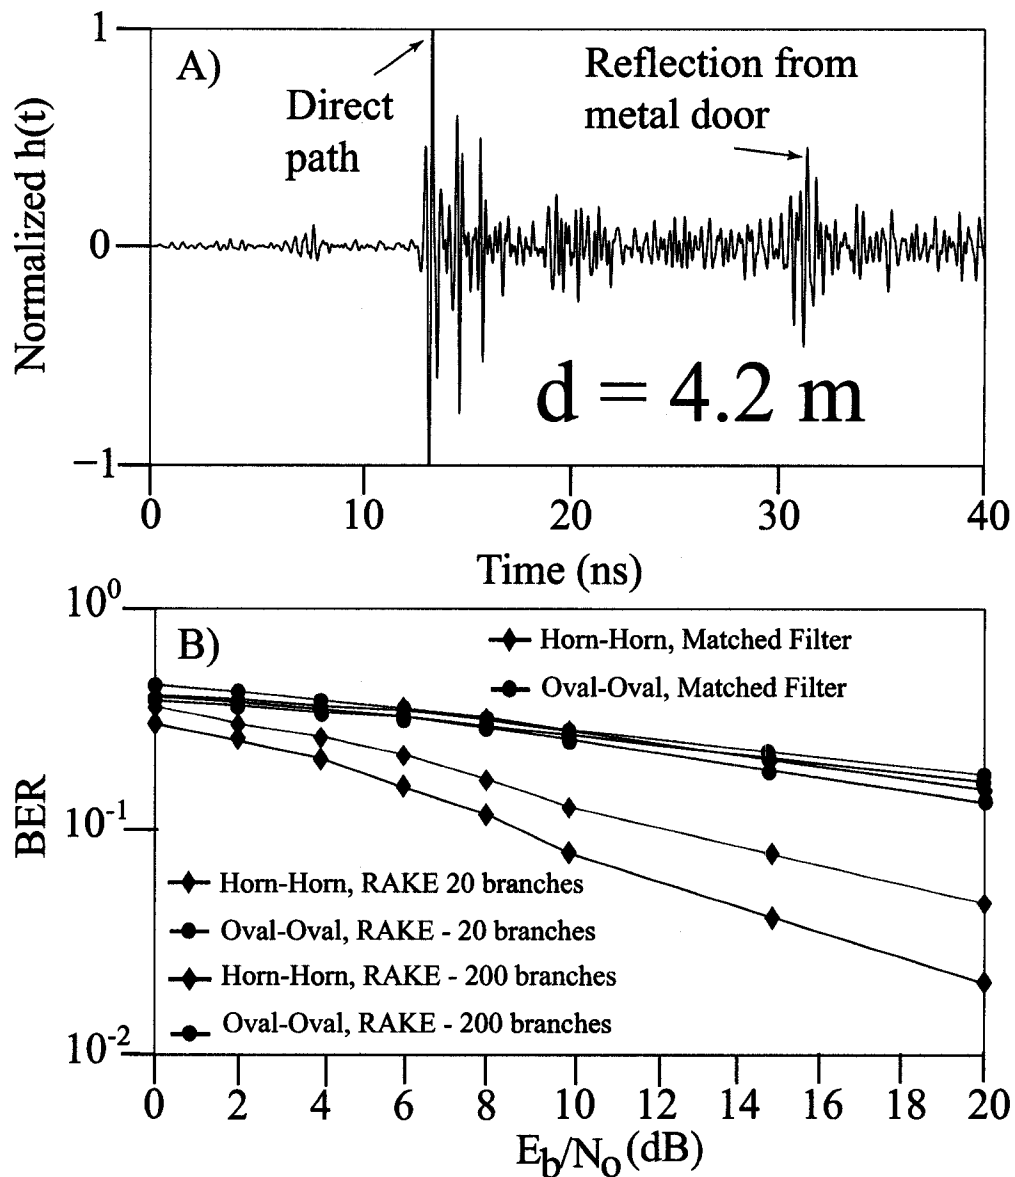 1
A)
Direct
path
Reflection from
metal door
Normalized h(t)
0
d = 4.2 m
−1
0 10 20 30 40
Time (ns)
10^0
B)
Horn-Horn, Matched Filter
Oval-Oval, Matched Filter
BER
10^-1
Horn-Horn, RAKE 20 branches
Oval-Oval, RAKE - 20 branches
Horn-Horn, RAKE - 200 branches
Oval-Oval, RAKE - 200 branches
10^-2
0 2 4 6 8 10 12 14 16 18 20
E_b/N_o (dB)